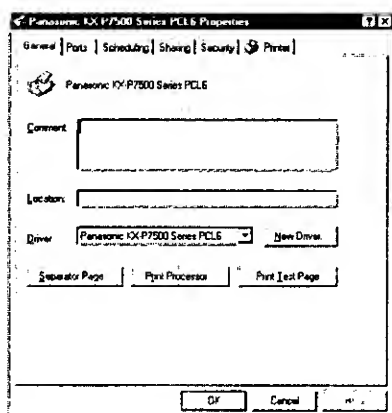 Panasonic KX-P7500 Series PCL6 Properties
General Ports Scheduling Sharing Security Printer
Panasonic KX-P7500 Series PCL6
Comment:
Location:
Driver: Panasonic KX-P7500 Series PCL6 New Driver...
Separator Page... Print Processor... Print Test Page
OK Cancel